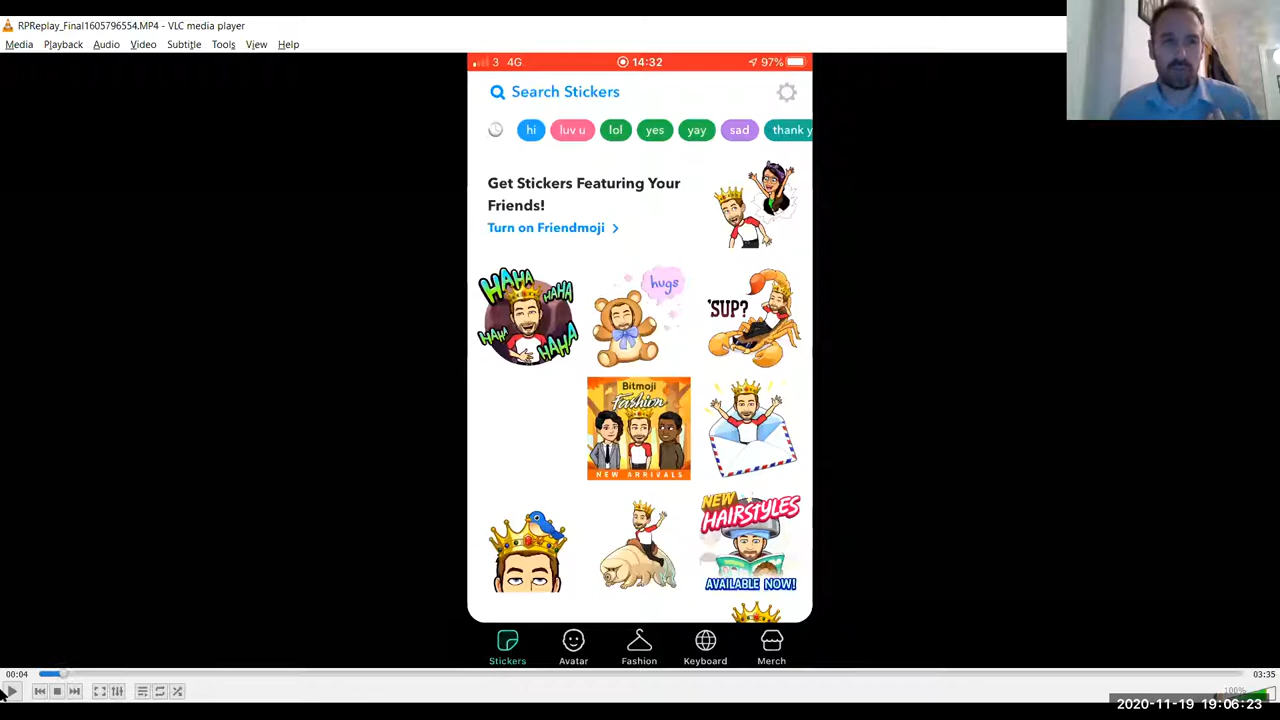 RPReplay_Final1605796554.MP4 - VLC media player
Media Playback Audio Video Subtitle Tools View Help
3 4G 14:32 97%
Search Stickers
hi luv u lol yes yay sad thank y
Get Stickers Featuring Your
Friends!
Turn on Friendmoji >
HAHA
HAHA
HAHA
HAHA
hugs
'SUP?
Bitmoji
Fashion
NEW ARRIVALS
NEW
HAIRSTYLES
AVAILABLE NOW!
Stickers Avatar Fashion Keyboard Merch
00:04 03:35
100%
2020-11-19 19:06:23